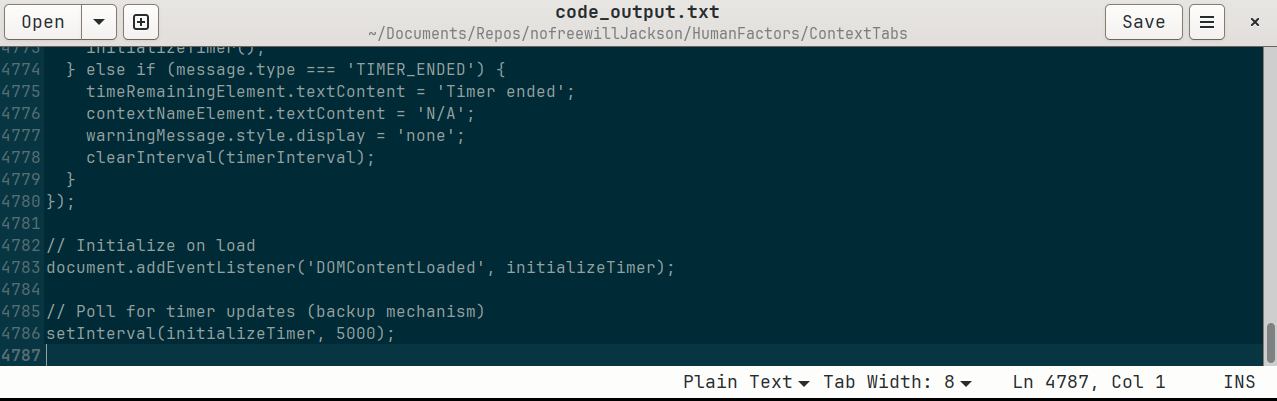 Open
code_output.txt
~/Documents/Repos/nofreewillJackson/HumanFactors/ContextTabs
Save
4773     initializeTimer();
4774   } else if (message.type === 'TIMER_ENDED') {
4775     timeRemainingElement.textContent = 'Timer ended';
4776     contextNameElement.textContent = 'N/A';
4777     warningMessage.style.display = 'none';
4778     clearInterval(timerInterval);
4779   }
4780 });
4781
4782 // Initialize on load
4783 document.addEventListener('DOMContentLoaded', initializeTimer);
4784
4785 // Poll for timer updates (backup mechanism)
4786 setInterval(initializeTimer, 5000);
4787
Plain Text Tab Width: 8 Ln 4787, Col 1 INS